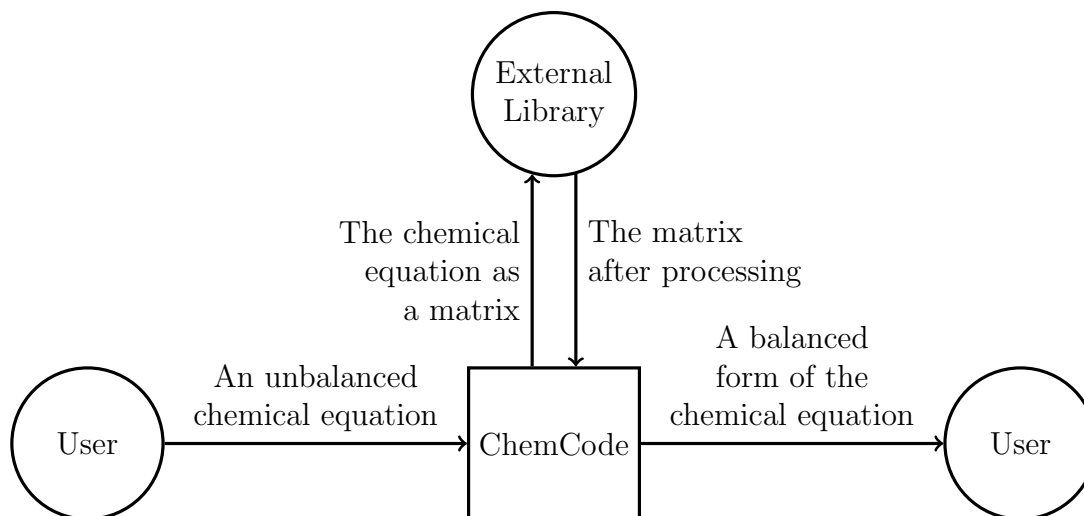 External
Library
The chemical
equation as
a matrix
The matrix
after processing
An unbalanced
chemical equation
A balanced
form of the
chemical equation
User
ChemCode
User